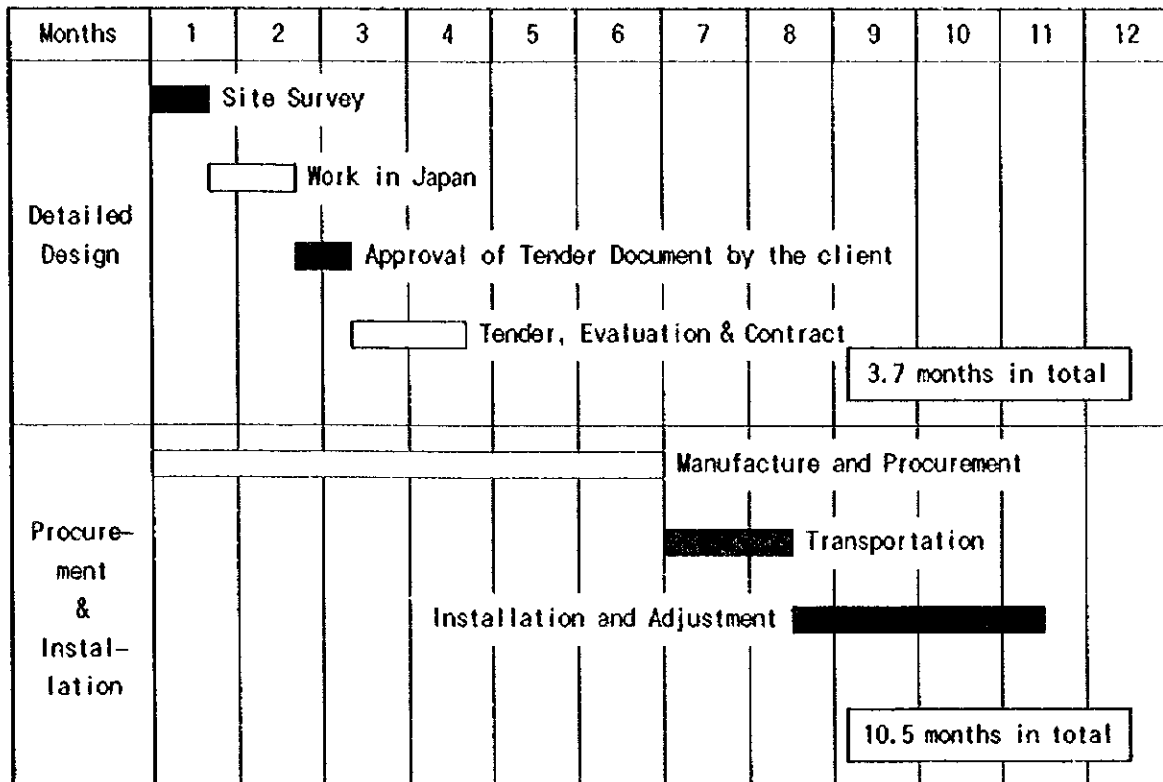 Months 1 2 3 4 5 6 7 8 9 10 11 12
Site Survey
Work in Japan
Detailed
Design
Approval of Tender Document by the client
Tender, Evaluation & Contract
3.7 months in total
Manufacture and Procurement
Procure-
ment
&
Instal-
lation
Transportation
Installation and Adjustment
10.5 months in total